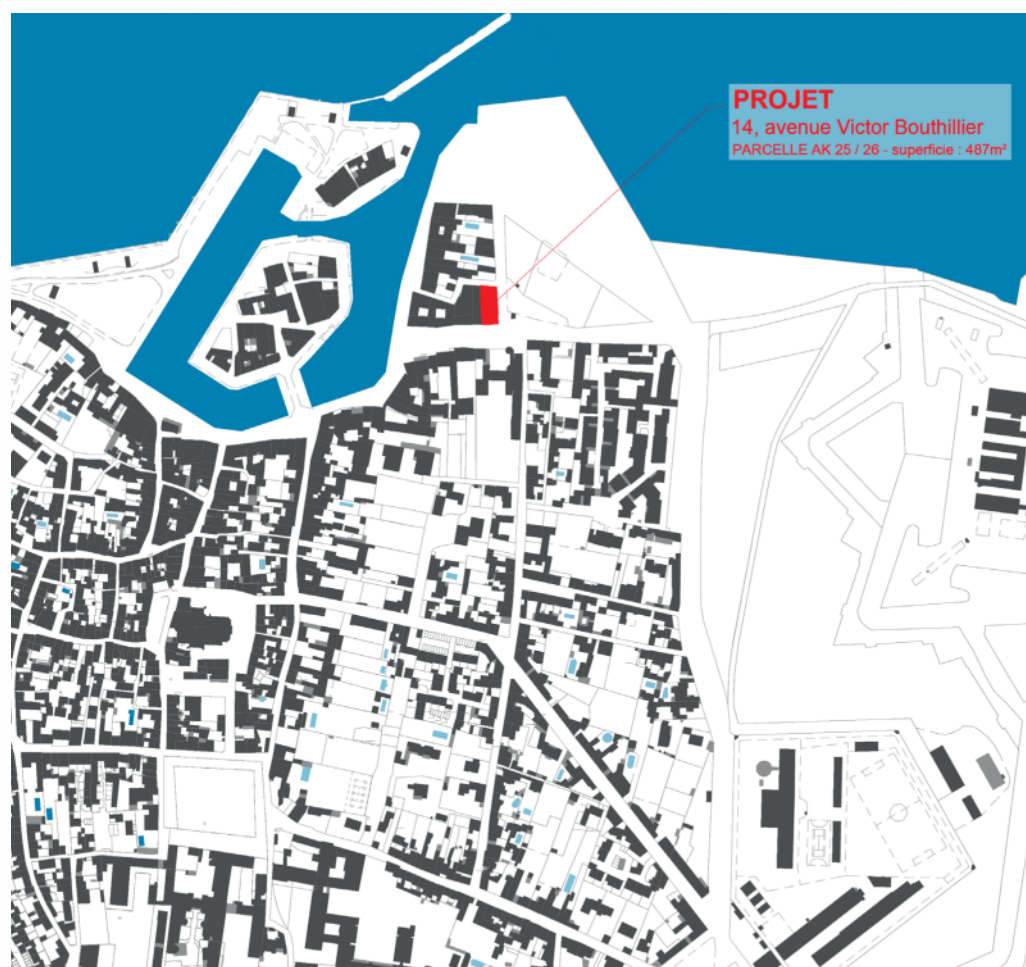 PROJET
14, avenue Victor Bouthillier
PARCELLE AK 25 / 26 - superficie : 487m²